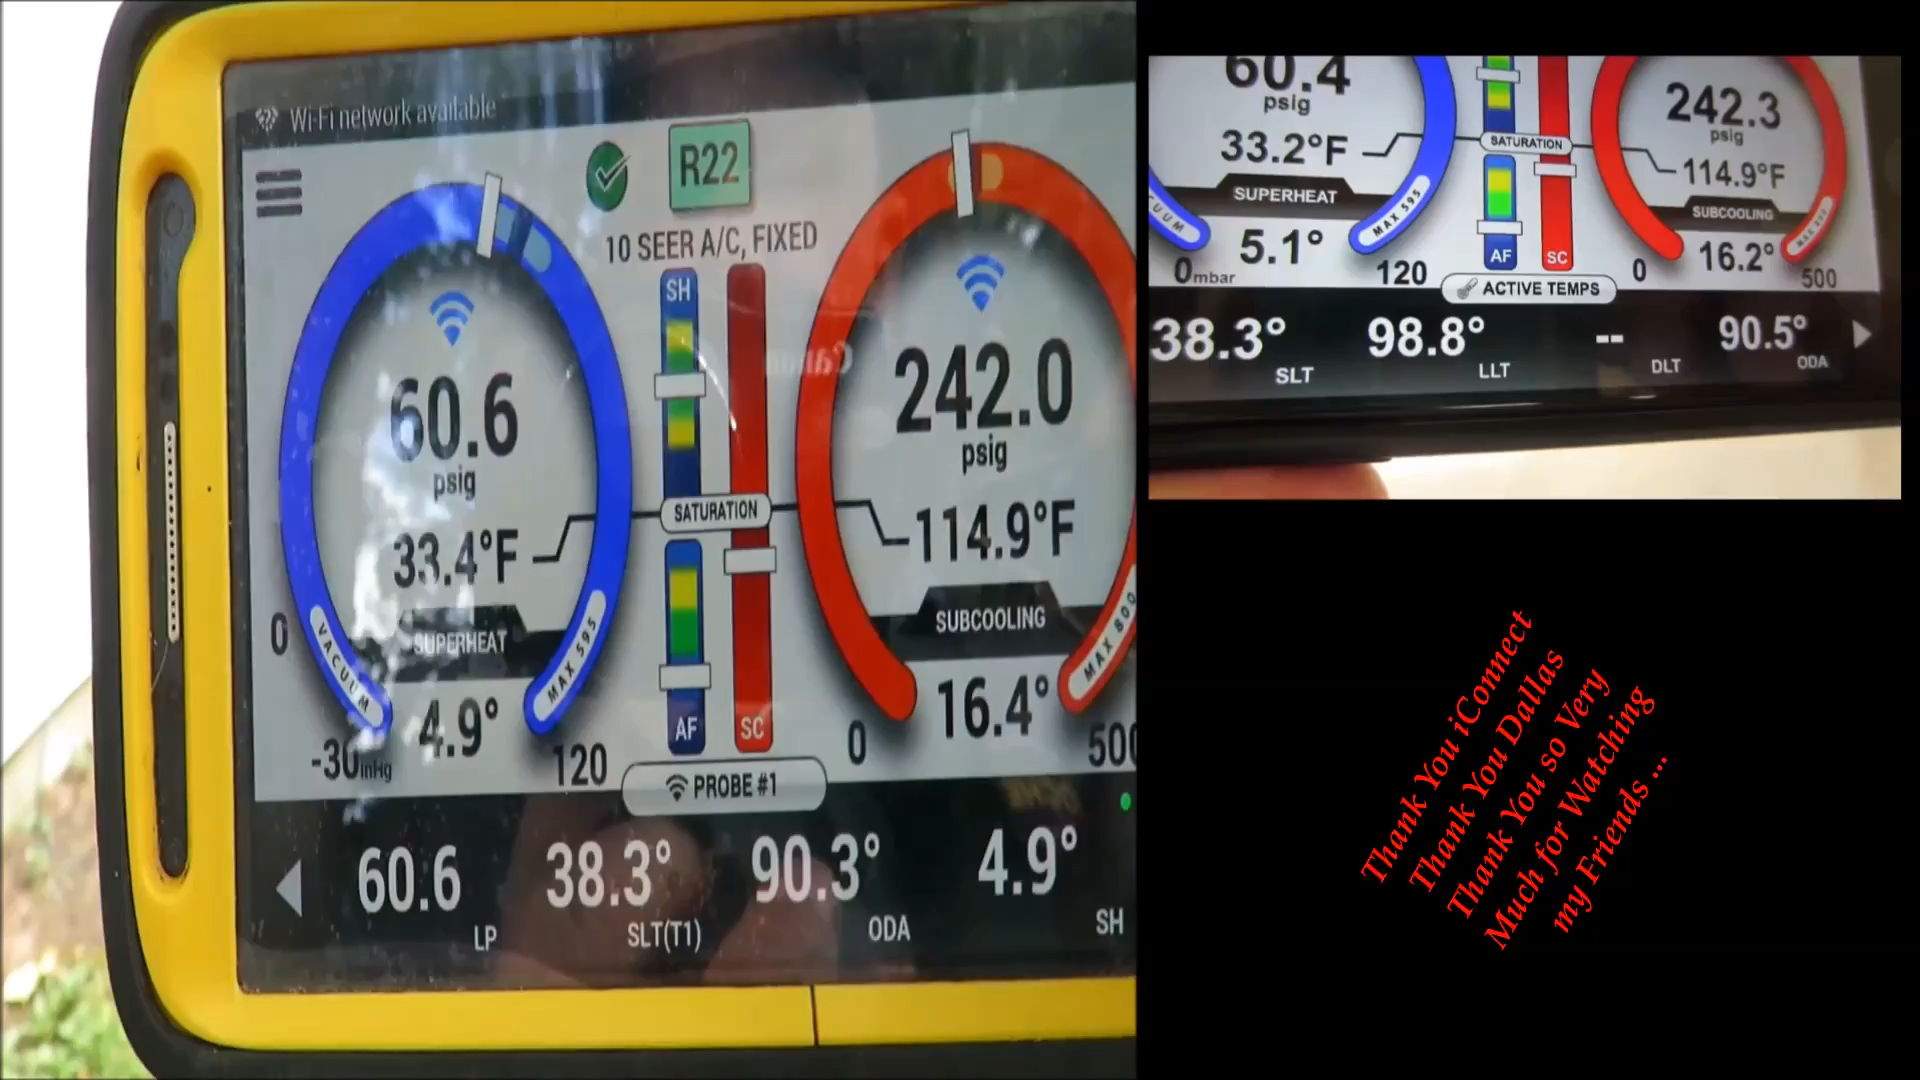 Wi-Fi network available
R22
10 SEER A/C, FIXED
SH
60.6
psig
33.4°F
SATURATION
SUPERHEAT
4.9°
VACUUM
MAX 595
0
-30inHg
120
AF
SC
242.0
psig
114.9°F
SUBCOOLING
16.4°
MAX 800
0
500
PROBE #1
60.6
LP
38.3°
SLT(T1)
90.3°
ODA
4.9°
SH
60.4
psig
33.2°F
SUPERHEAT
5.1°
UUM
MAX 595
0mbar
120
SATURATION
AF
SC
242.3
psig
114.9°F
SUBCOOLING
16.2°
0
500
ACTIVE TEMPS
38.3°
SLT
98.8°
LLT
--
DLT
90.5°
ODA
Thank You iConnect
Thank You Dallas
Thank You so Very
Much for Watching
my Friends ...